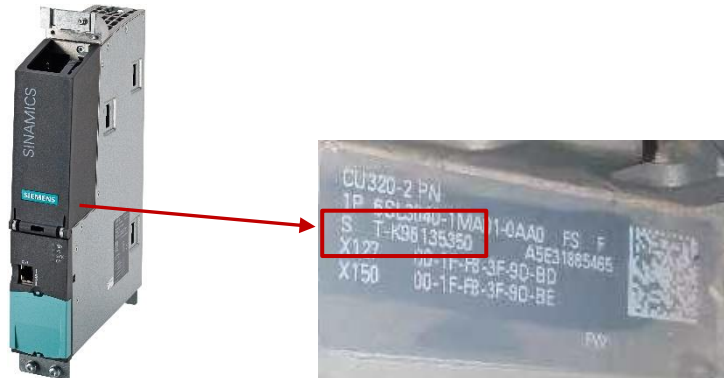 SINAMICS
SIEMENS
CU320-2 PN
1P 6SL3040-1MA01-0AA0 FS F
S T-K96135350 A5E31885465
X127 00-1F-F8-3F-9D-BD
X150 00-1F-F8-3F-9D-BE